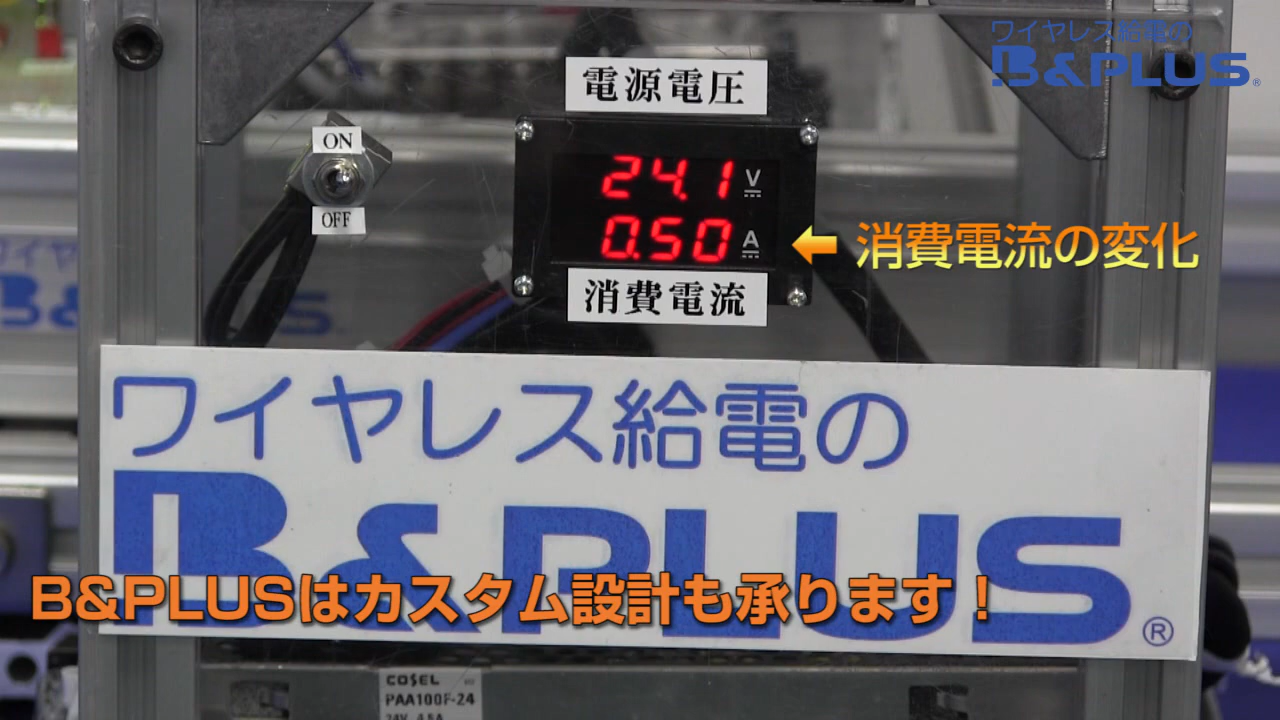 ワイヤレス給電の
B&PLUS®
電源電圧
ON
24.1 V
OFF
0.50 A
消費電流の変化
消費電流
ワイヤレス給電の
B&PLUS®
B&PLUSはカスタム設計も承ります！
COSEL
PAA100F-24
24V 4.5A